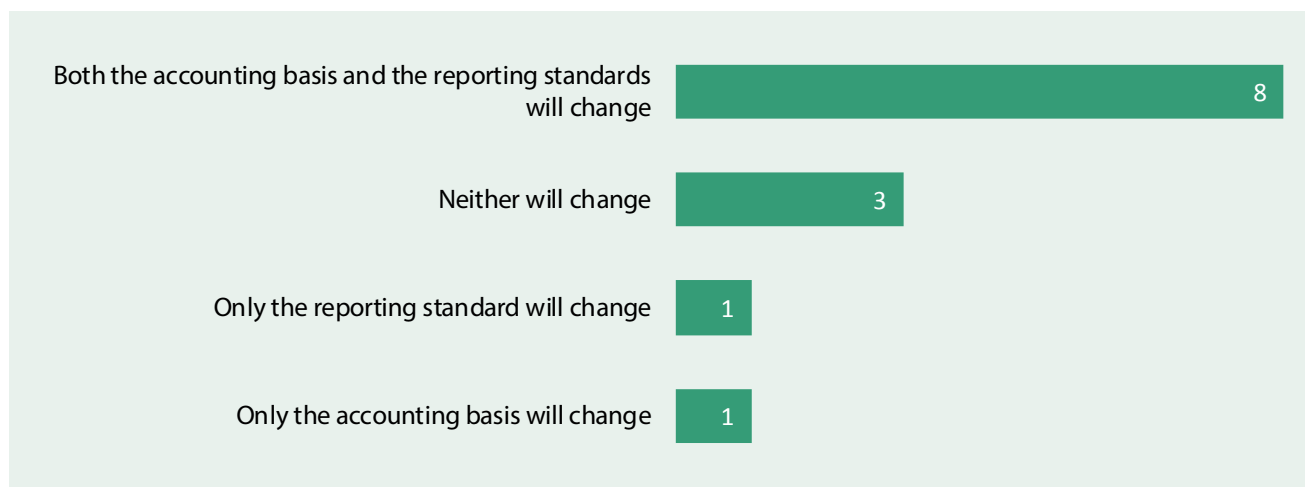 Both the accounting basis and the reporting standards
will change
8
Neither will change
3
Only the reporting standard will change
1
Only the accounting basis will change
1